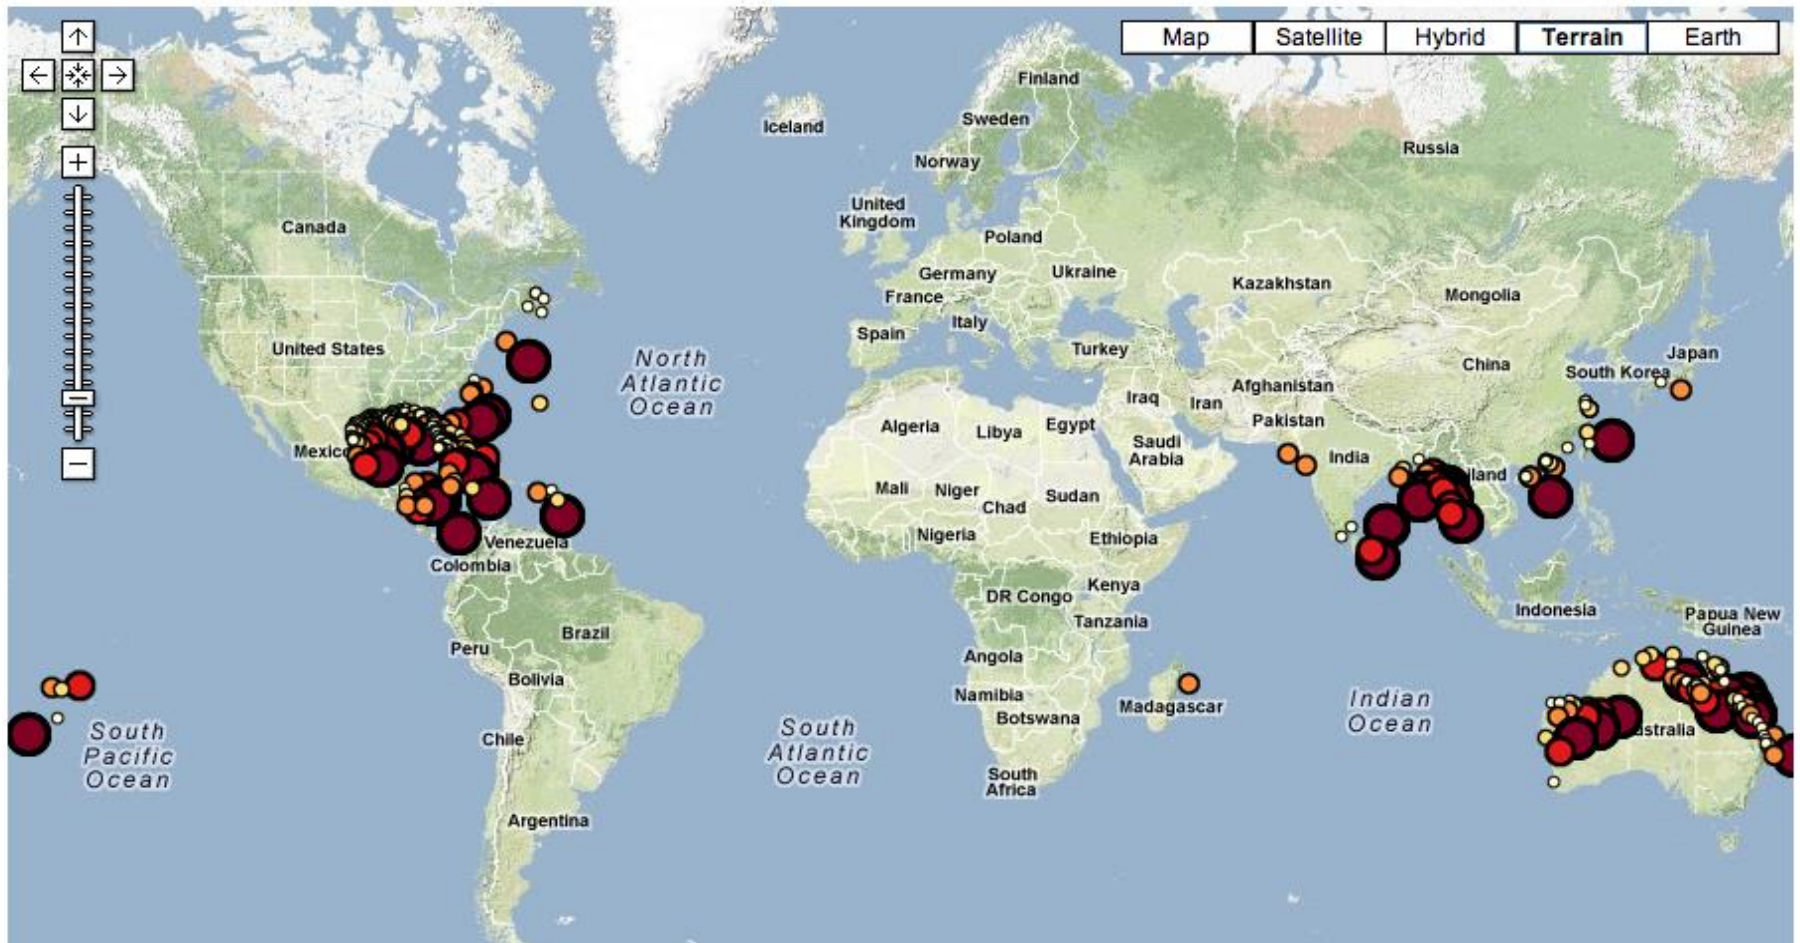 Map
Satellite
Hybrid
Terrain
Earth
Finland
Iceland
Sweden
Russia
Norway
United
Kingdom
Canada
Poland
Germany
Ukraine
Kazakhstan
France
Mongolia
Italy
Spain
United States
Turkey
North
Atlantic
Ocean
China
Japan
South Korea
Afghanistan
Iraq
Iran
Pakistan
Algeria
Libya
Egypt
Saudi
Arabia
Mexic
India
land
Mali
Niger
Chad
Sudan
Nigeria
Ethiopia
Venezuela
Colombia
Kenya
DR Congo
Indonesia
Papua New
Guinea
Tanzania
Brazil
Peru
Angola
Bolivia
Namibia
Botswana
Madagascar
Indian
Ocean
South
Pacific
Ocean
Chile
South
Atlantic
Ocean
ustralia
South
Africa
Argentina